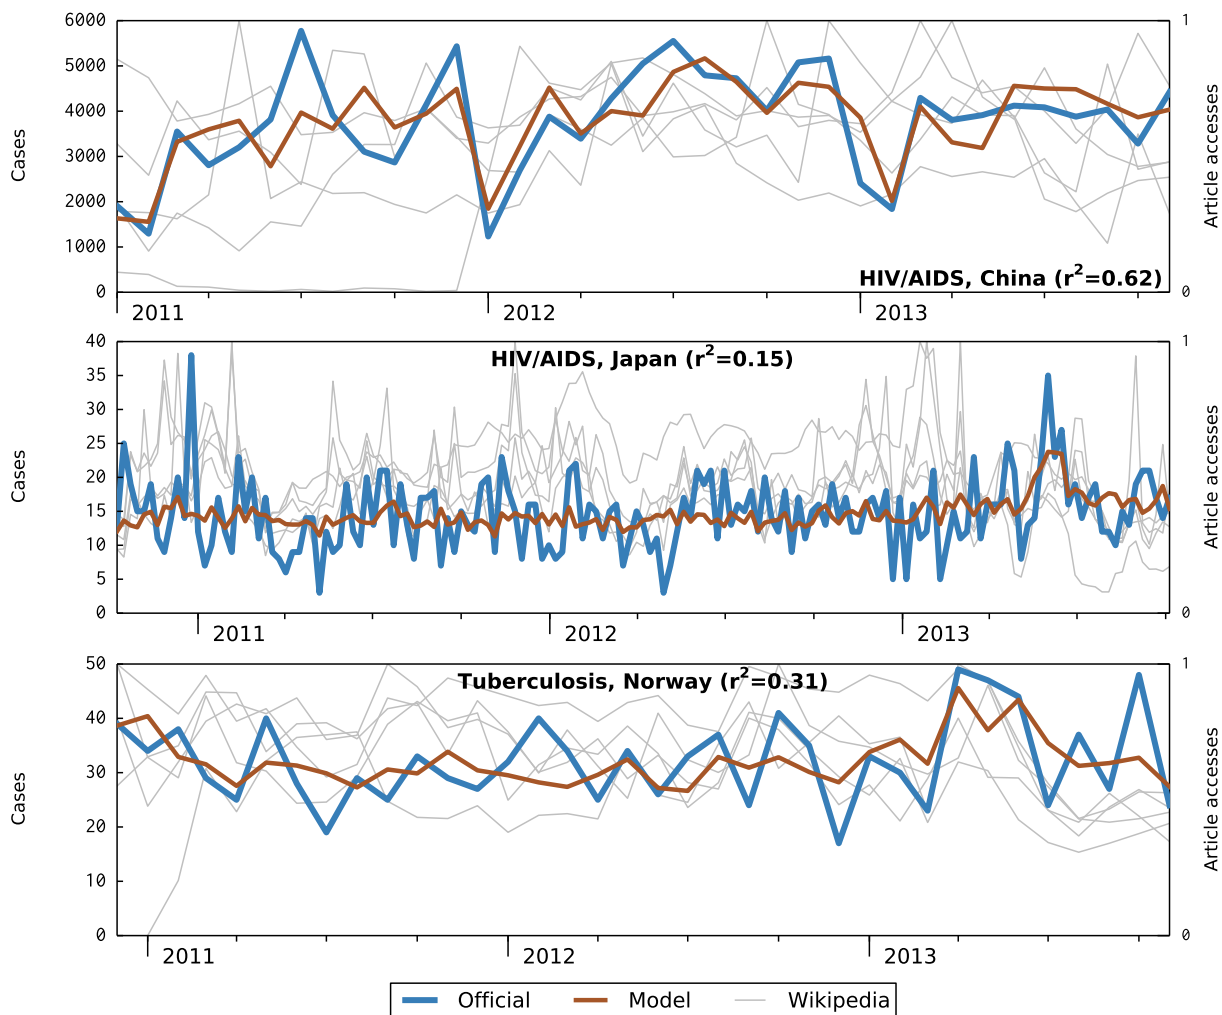 6000
5000
4000
3000
2000
1000
0
Cases
1
0
Article accesses
HIV/AIDS, China (r²=0.62)
2011 2012 2013
40
35
30
25
20
15
10
5
0
Cases
1
0
Article accesses
HIV/AIDS, Japan (r²=0.15)
2011 2012 2013
50
40
30
20
10
0
Cases
1
0
Article accesses
Tuberculosis, Norway (r²=0.31)
2011 2012 2013
Official Model Wikipedia